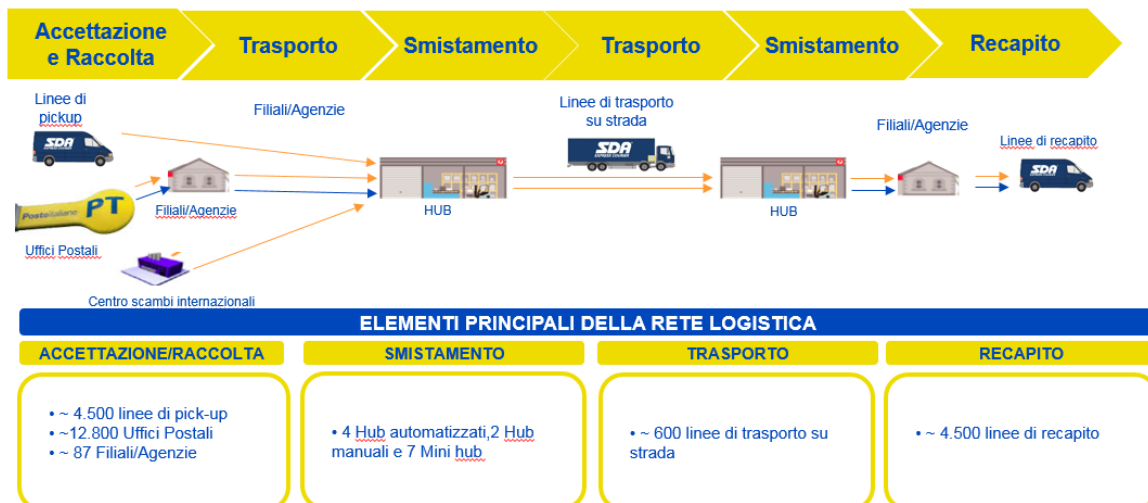 Accettazione
e Raccolta
Trasporto
Smistamento
Trasporto
Smistamento
Recapito
Linee di
pickup
Filiali/Agenzie
Linee di trasporto
su strada
Filiali/Agenzie
Linee di recapito
SDA
EXPRESS COURIER
SDA
EXPRESS COURIER
SDA
Posteitaliane
PT
Filiali/Agenzie
HUB
HUB
Uffici Postali
Centro scambi internazionali
ELEMENTI PRINCIPALI DELLA RETE LOGISTICA
ACCETTAZIONE/RACCOLTA
SMISTAMENTO
TRASPORTO
RECAPITO
• ~ 4.500 linee di pick-up
• ~12.800 Uffici Postali
• ~ 87 Filiali/Agenzie
• 4 Hub automatizzati,2 Hub
manuali e 7 Mini hub
• ~ 600 linee di trasporto su
strada
• ~ 4.500 linee di recapito